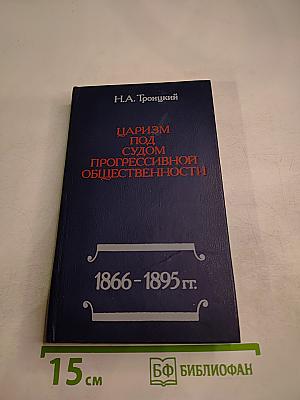 Н.А. Троицкий
ЦАРИЗМ
ПОД
СУДОМ
ПРОГРЕССИВНОЙ
ОБЩЕСТВЕННОСТИ
1866-1895 гг.
15 см
БФ БИБЛИОФАН